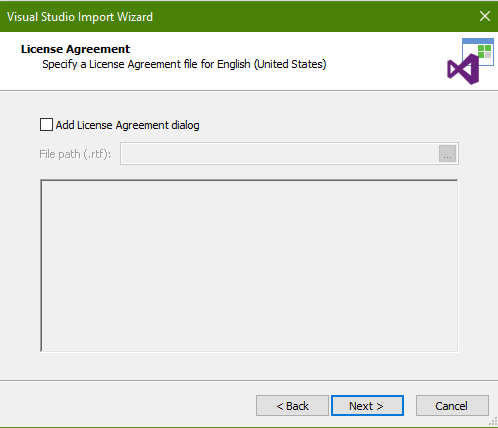 Visual Studio Import Wizard
License Agreement
Specify a License Agreement file for English (United States)
Add License Agreement dialog
File path (.rtf):
...
< Back
Next >
Cancel